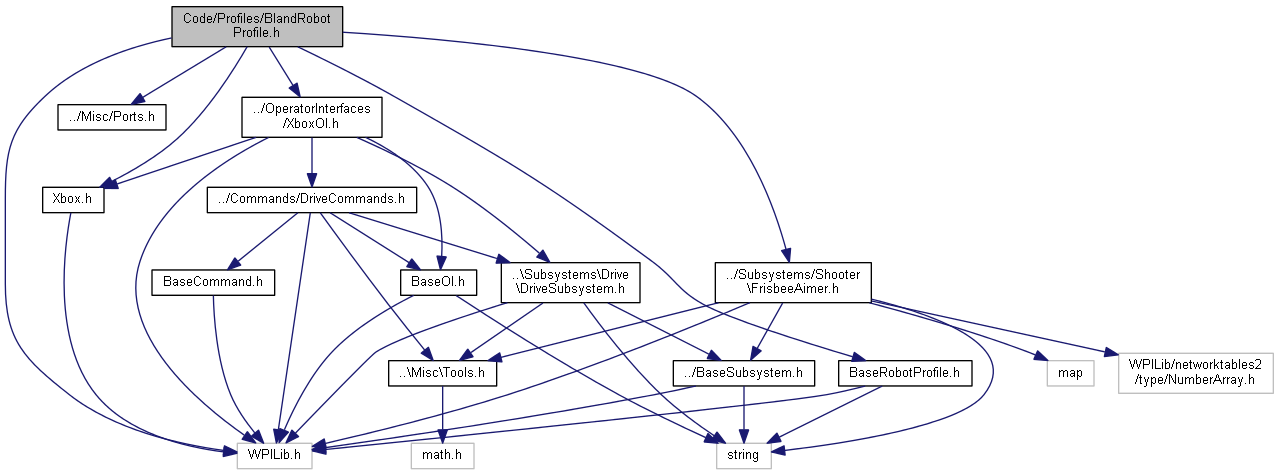 Code/Profiles/BlandRobot
Profile.h
../Misc/Ports.h
../OperatorInterfaces
/XboxOI.h
Xbox.h
../Commands/DriveCommands.h
BaseCommand.h
BaseOI.h
..\Subsystems\Drive
\DriveSubsystem.h
../Subsystems/Shooter
\FrisbeeAimer.h
..\Misc\Tools.h
../BaseSubsystem.h
BaseRobotProfile.h
map
WPILib/networktables2
/type/NumberArray.h
WPILib.h
math.h
string